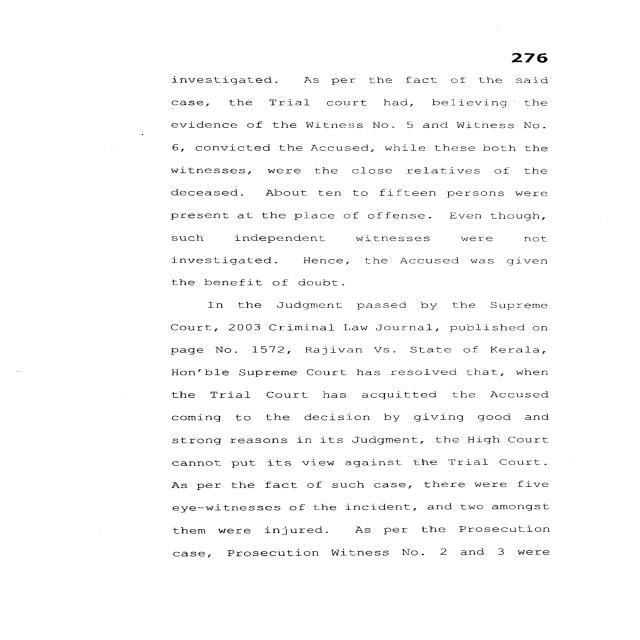 276
investigated. As per the fact of the said
case, the Trial court had, believing the
evidence of the Witness No. 5 and Witness No.
6, convicted the Accused, while these both the
witnesses, were the close relatives of the
deceased. About ten to fifteen persons were
present at the place of offense. Even though,
such independent witnesses were not
investigated. Hence, the Accused was given
the benefit of doubt.
In the Judgment passed by the Supreme
Court, 2003 Criminal Law Journal, published on
page No. 1572, Rajivan Vs. State of Kerala,
Hon'ble Supreme Court has resolved that, when
the Trial Court has acquitted the Accused
coming to the decision by giving good and
strong reasons in its Judgment, the High Court
cannot put its view against the Trial Court.
As per the fact of such case, there were five
eye-witnesses of the incident, and two amongst
them were injured. As per the Prosecution
case, Prosecution Witness No. 2 and 3 were